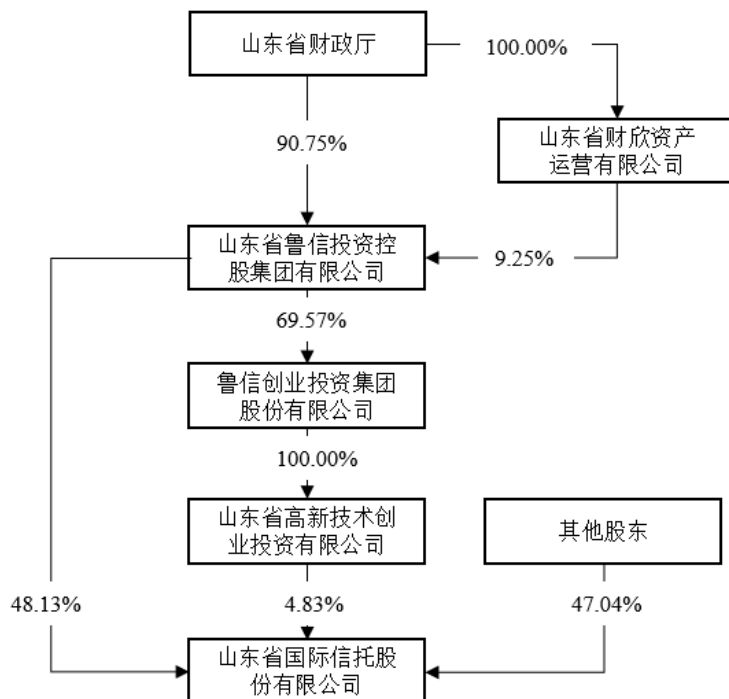 山东省财政厅
100.00%
山东省财欣资产
运营有限公司
90.75%
山东省鲁信投资控
股集团有限公司
9.25%
69.57%
鲁信创业投资集团
股份有限公司
100.00%
山东省高新技术创
业投资有限公司
其他股东
48.13%
4.83%
47.04%
山东省国际信托股
份有限公司